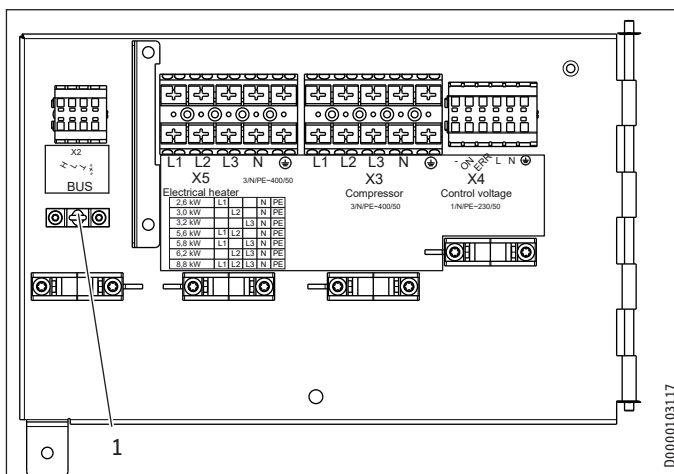 L1 L2 L3 N
X5 3/N/PE~400/50
Electrical heater
2,6 kW L1 N PE
3,0 kW L2 N PE
3,2 kW L3 N PE
5,6 kW L1 L2 N PE
5,8 kW L1 L3 N PE
6,2 kW L2 L3 N PE
8,8 kW L1 L2 L3 N PE
L1 L2 L3 N
X3
Compressor
3/N/PE~400/50
- ON ERR L N
X4
Control voltage
1/N/PE~230/50
X2
H L
BUS
1
D0000103117